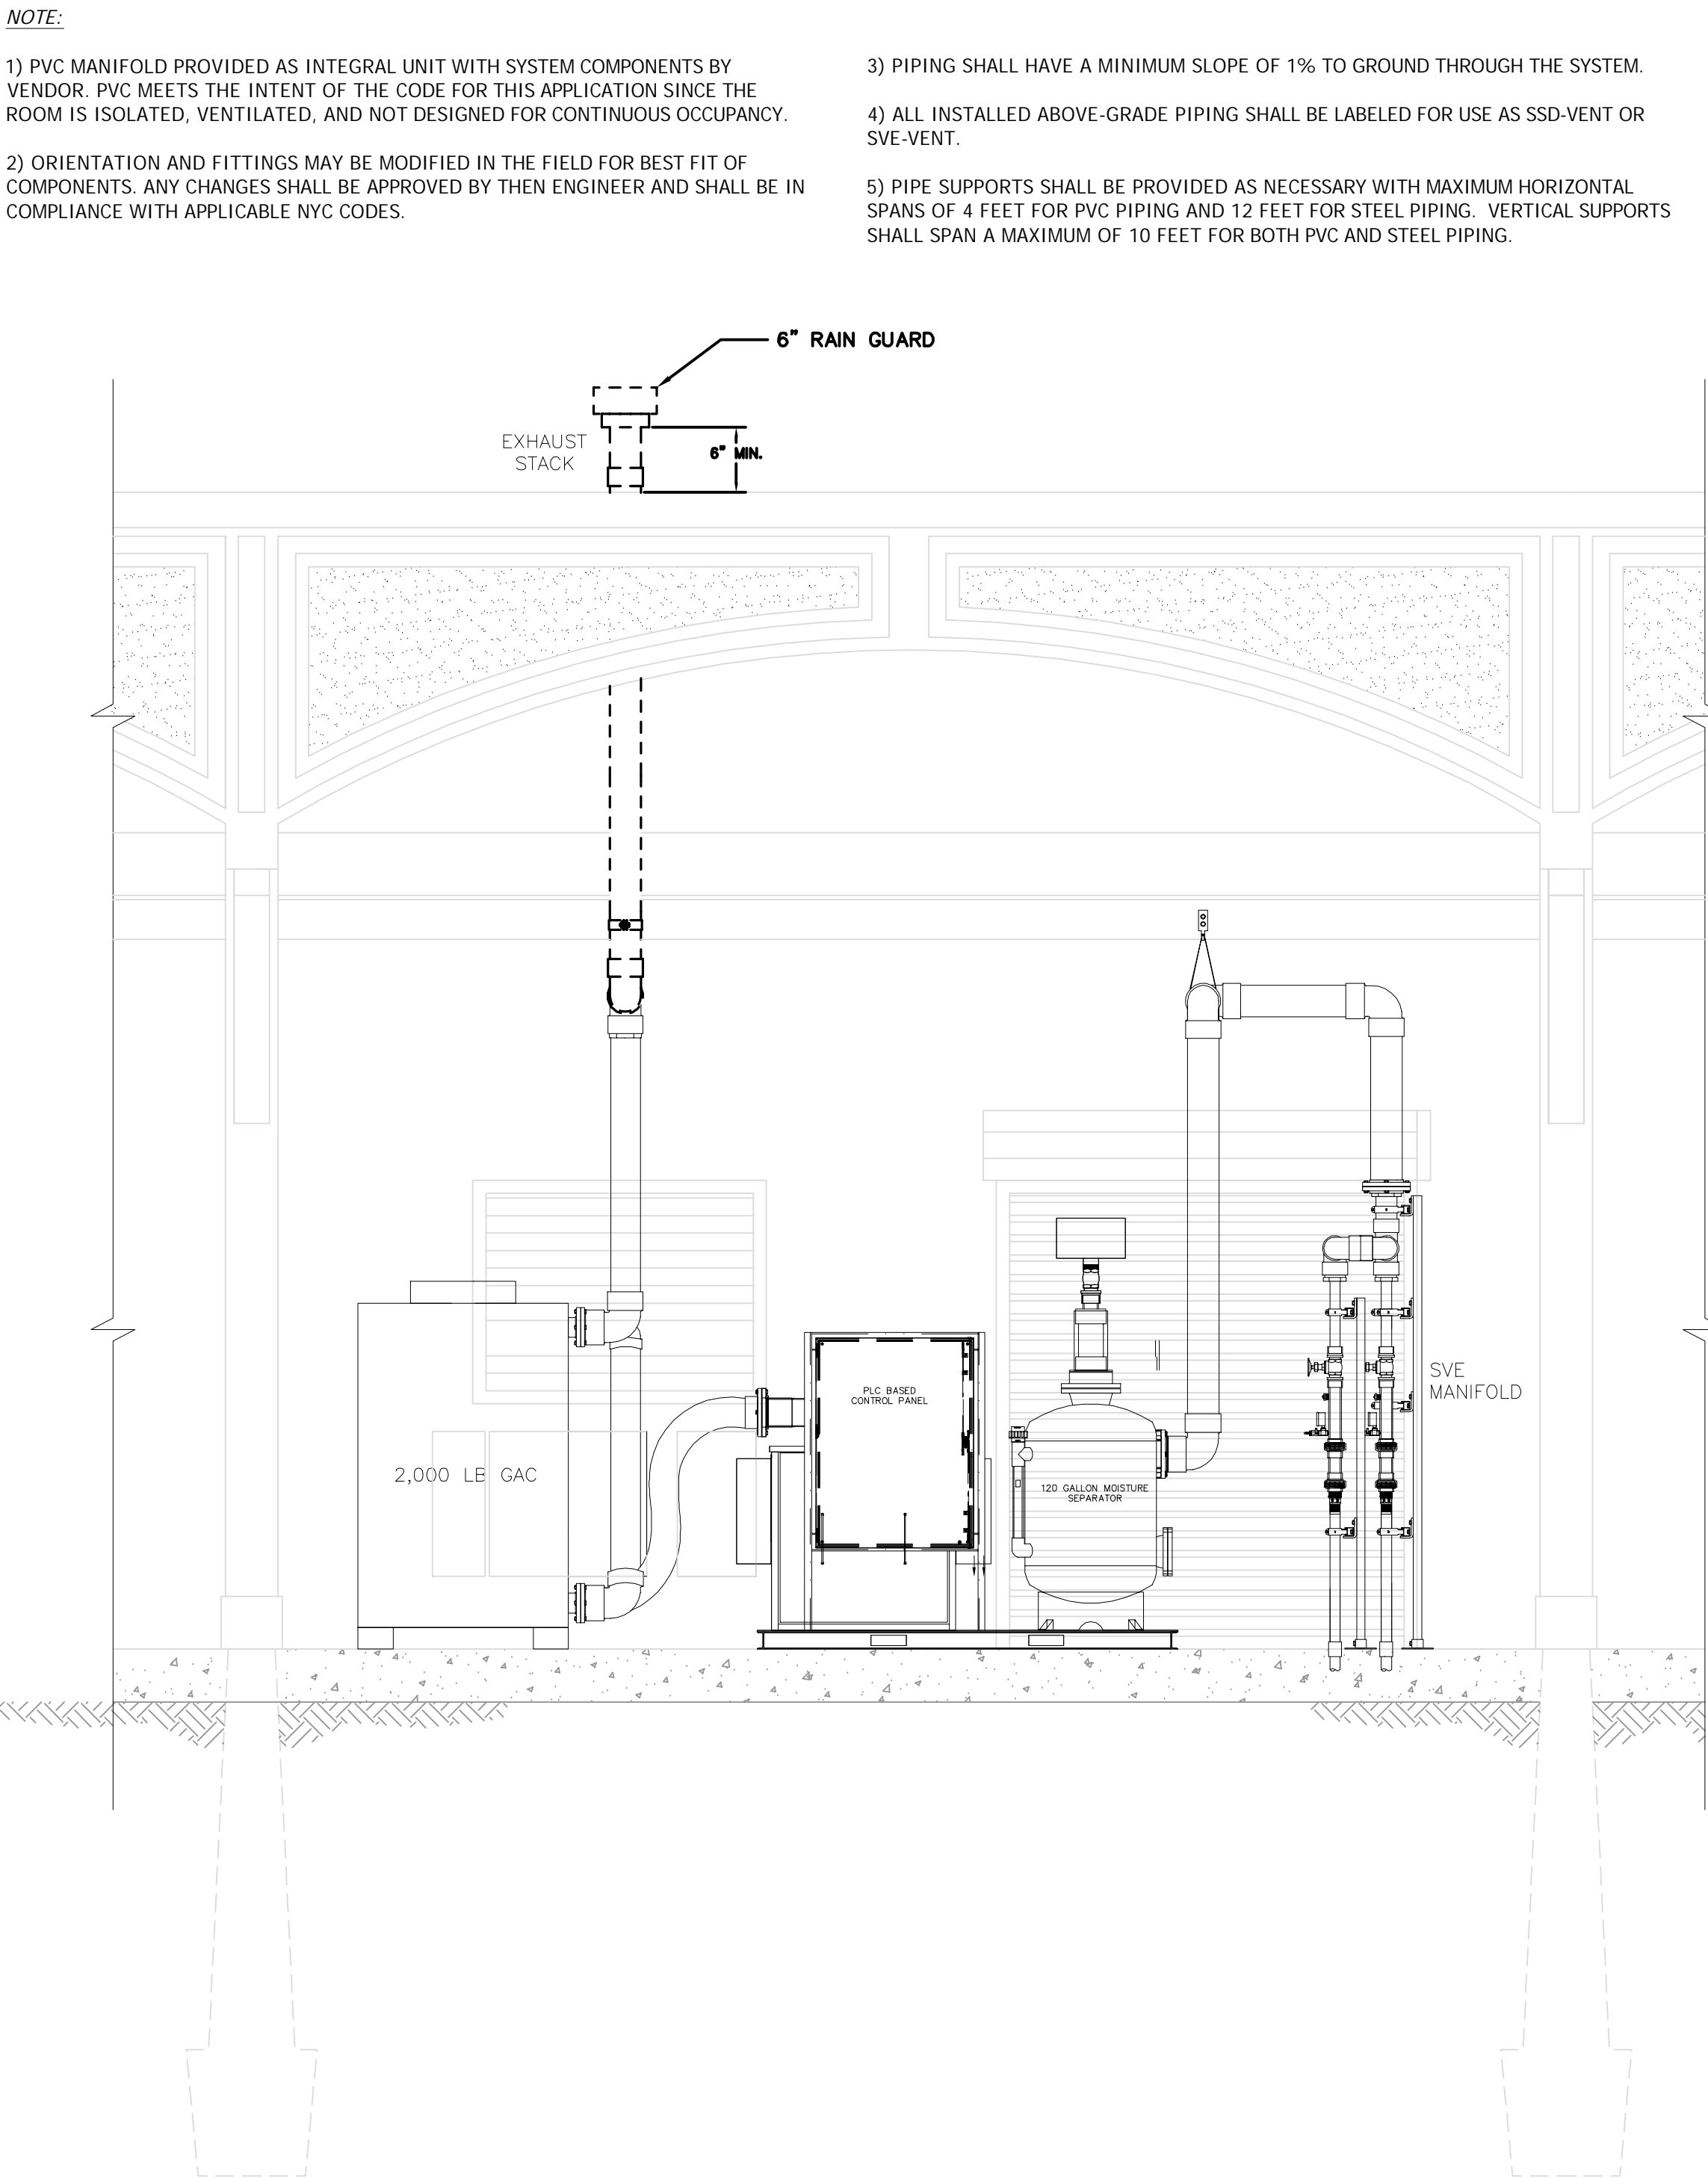 NOTE:
1) PVC MANIFOLD PROVIDED AS INTEGRAL UNIT WITH SYSTEM COMPONENTS BY
VENDOR. PVC MEETS THE INTENT OF THE CODE FOR THIS APPLICATION SINCE THE
ROOM IS ISOLATED, VENTILATED, AND NOT DESIGNED FOR CONTINUOUS OCCUPANCY.
2) ORIENTATION AND FITTINGS MAY BE MODIFIED IN THE FIELD FOR BEST FIT OF
COMPONENTS. ANY CHANGES SHALL BE APPROVED BY THEN ENGINEER AND SHALL BE IN
COMPLIANCE WITH APPLICABLE NYC CODES.
3) PIPING SHALL HAVE A MINIMUM SLOPE OF 1% TO GROUND THROUGH THE SYSTEM.
4) ALL INSTALLED ABOVE-GRADE PIPING SHALL BE LABELED FOR USE AS SSD-VENT OR
SVE-VENT.
5) PIPE SUPPORTS SHALL BE PROVIDED AS NECESSARY WITH MAXIMUM HORIZONTAL
SPANS OF 4 FEET FOR PVC PIPING AND 12 FEET FOR STEEL PIPING. VERTICAL SUPPORTS
SHALL SPAN A MAXIMUM OF 10 FEET FOR BOTH PVC AND STEEL PIPING.
6" RAIN GUARD
EXHAUST
STACK
6" MIN.
SVE
MANIFOLD
PLC BASED
CONTROL PANEL
2,000 LB GAC
120 GALLON MOISTURE
SEPARATOR